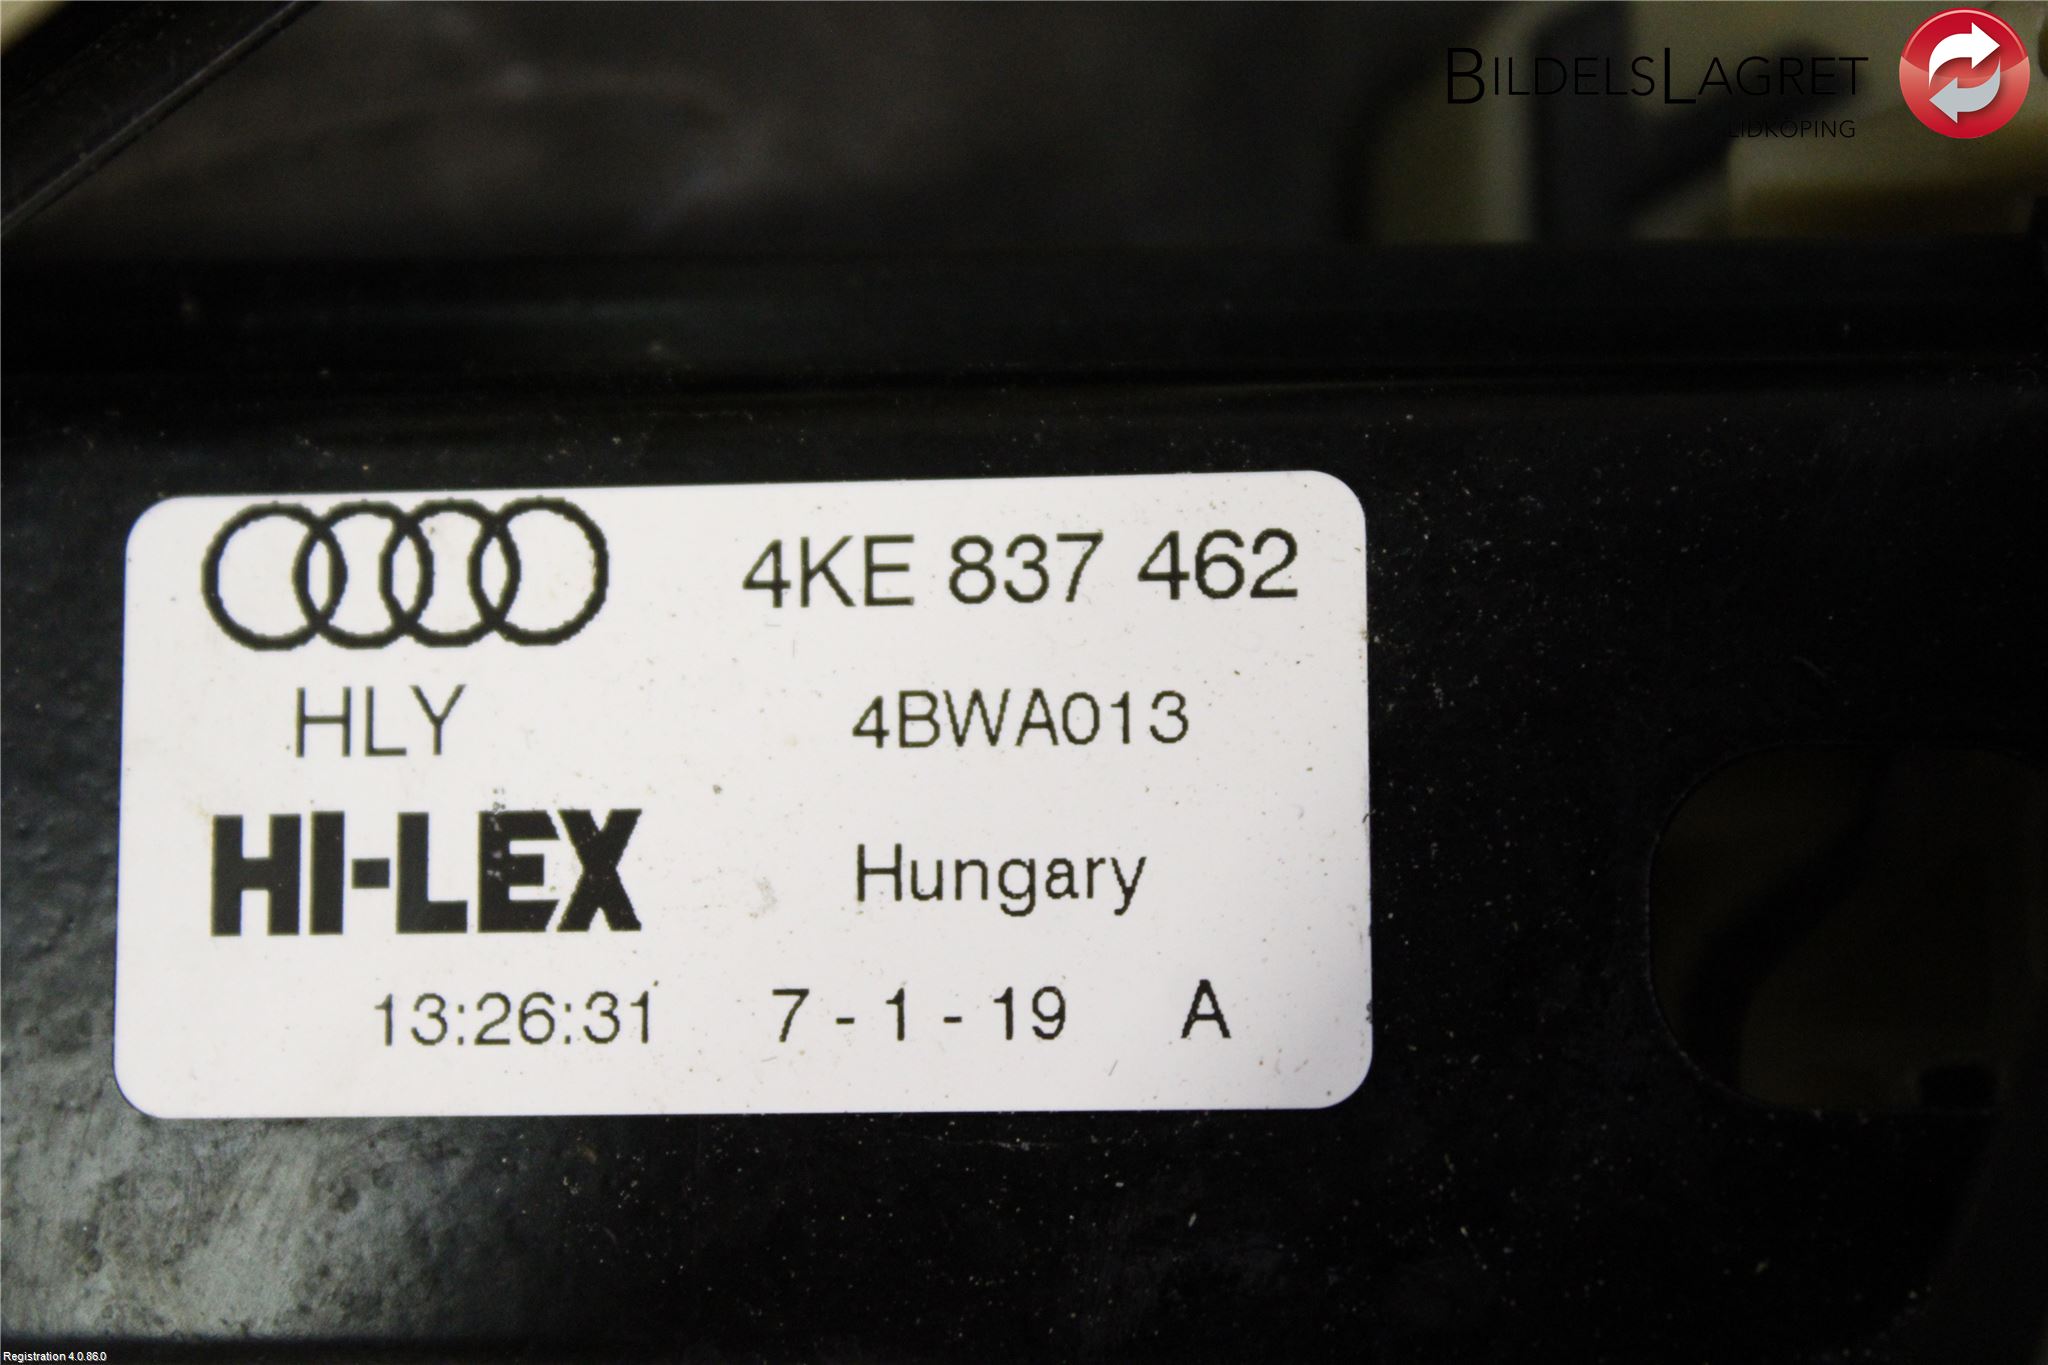 BILDELSLAGRET
LIDKÖPING
4KE 837 462
HLY 4BWA013
HI-LEX Hungary
13:26:31 7 - 1 - 19 A
Registration 4.0.86.0